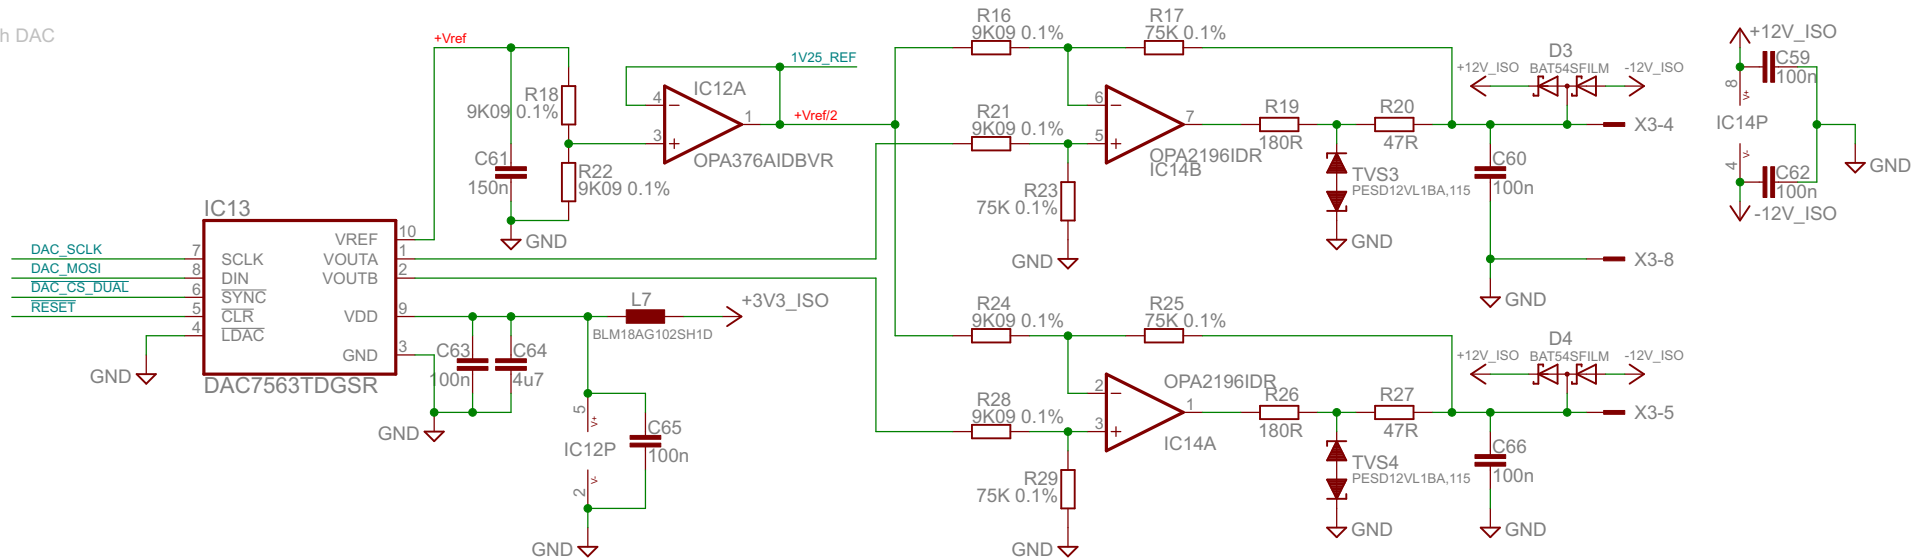 h DAC
+Vref
R18
9K09 0.1%
C61
150n
R22
9K09 0.1%
GND
1V25_REF
IC12A
4
3
1
OPA376AIDBVR
+Vref/2
IC13
DAC_SCLK
DAC_MOSI
DAC_CS_DUAL
RESET
7
8
6
5
4
SCLK
DIN
SYNC
CLR
LDAC
VREF
VOUTA
VOUTB
VDD
GND
10
1
2
9
3
DAC7563TDGSR
GND
C63
100n
C64
4u7
GND
L7
BLM18AG102SH1D
+3V3_ISO
5
V+
IC12P
2
V-
C65
100n
GND
R16
9K09 0.1%
R17
75K 0.1%
R21
9K09 0.1%
R23
75K 0.1%
GND
6
5
7
OPA2196IDR
IC14B
R19
180R
R20
47R
TVS3
PESD12VL1BA,115
GND
D3
+12V_ISO
BAT54SFILM
-12V_ISO
C60
100n
X3-4
X3-8
GND
R24
9K09 0.1%
R25
75K 0.1%
R28
9K09 0.1%
R29
75K 0.1%
GND
2
3
1
OPA2196IDR
IC14A
R26
180R
R27
47R
TVS4
PESD12VL1BA,115
GND
D4
+12V_ISO
BAT54SFILM
-12V_ISO
C66
100n
X3-5
GND
+12V_ISO
C59
100n
8
V+
IC14P
4
V-
C62
100n
-12V_ISO
GND